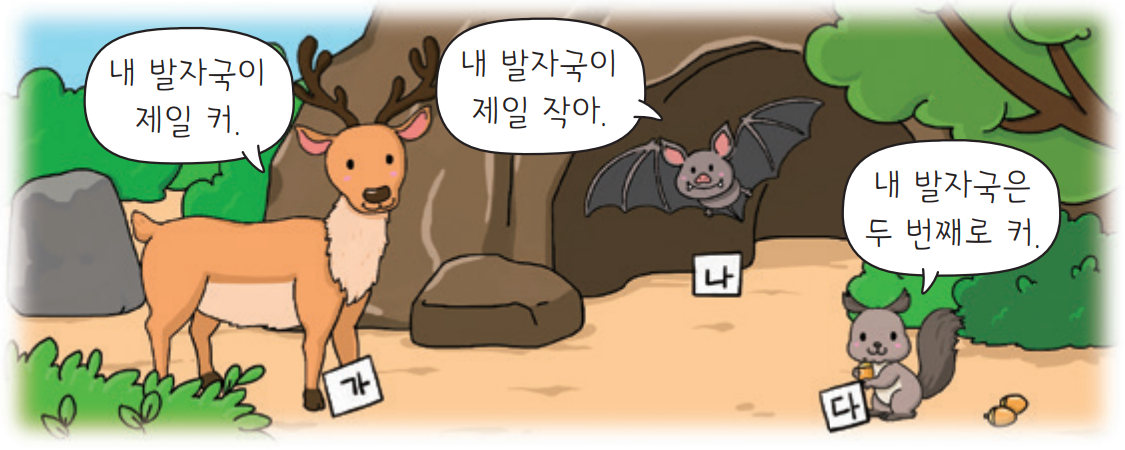 내 발자국이
제일 커.
내 발자국이
제일 작아.
내 발자국은
두 번째로 커.
나
가
다